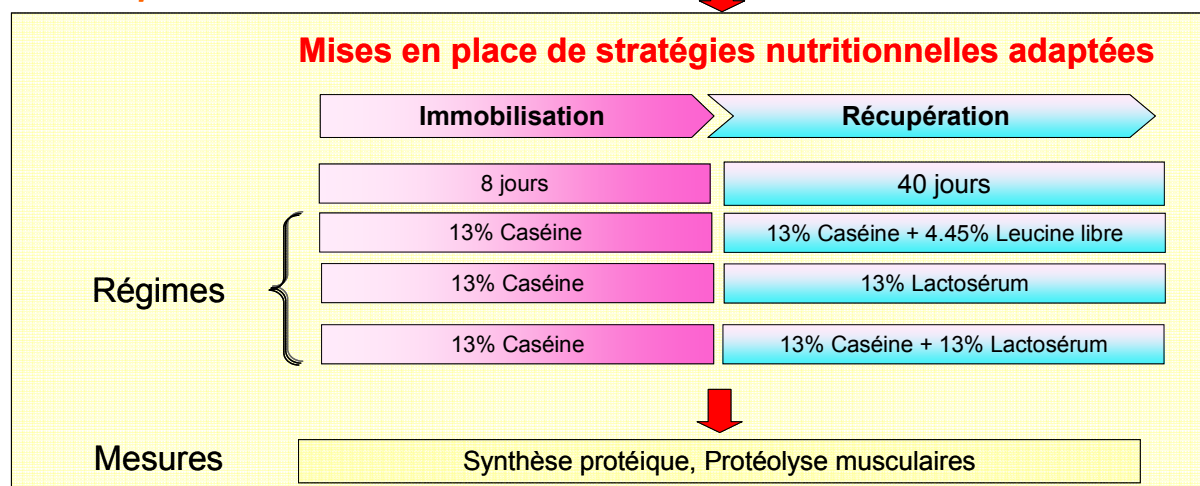 Mises en place de stratégies nutritionnelles adaptées
Immobilisation Récupération
8 jours 40 jours
13% Caséine 13% Caséine + 4.45% Leucine libre
Régimes 13% Caséine 13% Lactosérum
13% Caséine 13% Caséine + 13% Lactosérum
Mesures Synthèse protéique, Protéolyse musculaires